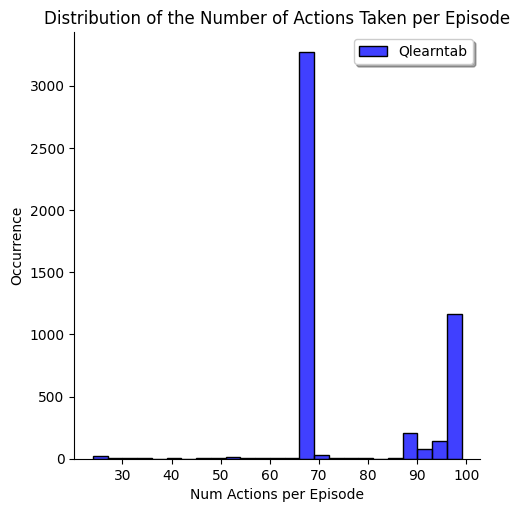 Distribution of the Number of Actions Taken per Episode
Qlearntab
3000
2500
2000
1500
1000
500
0
Occurrence
30 40 50 60 70 80 90 100
Num Actions per Episode